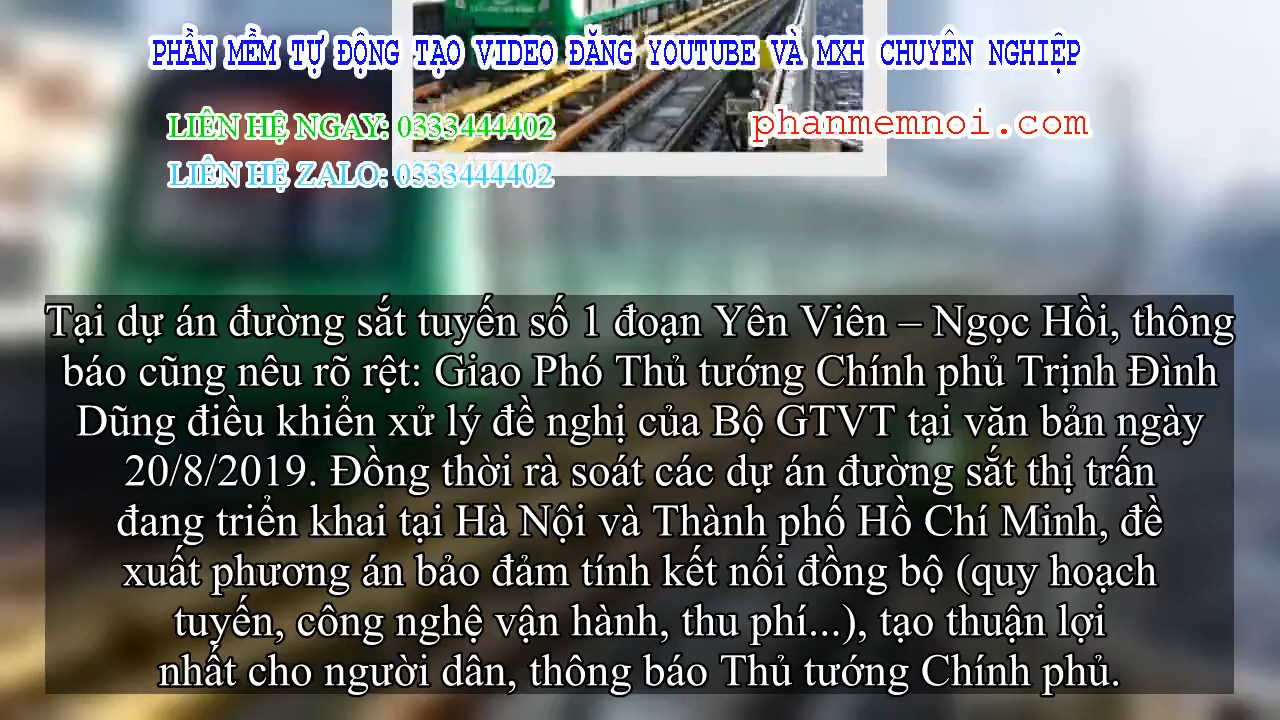 PHẦN MỀM TỰ ĐỘNG TẠO VIDEO ĐĂNG YOUTUBE VÀ MXH CHUYÊN NGHIỆP
LIÊN HỆ NGAY: 0333444402
phanmemnoi.com
LIÊN HỆ ZALO: 0333444402
Tại dự án đường sắt tuyến số 1 đoạn Yên Viên – Ngọc Hồi, thông
báo cũng nêu rõ rệt: Giao Phó Thủ tướng Chính phủ Trịnh Đình
Dũng điều khiển xử lý đề nghị của Bộ GTVT tại văn bản ngày
20/8/2019. Đồng thời rà soát các dự án đường sắt thị trấn
đang triển khai tại Hà Nội và Thành phố Hồ Chí Minh, đề
xuất phương án bảo đảm tính kết nối đồng bộ (quy hoạch
tuyến, công nghệ vận hành, thu phí...), tạo thuận lợi
nhất cho người dân, thông báo Thủ tướng Chính phủ.